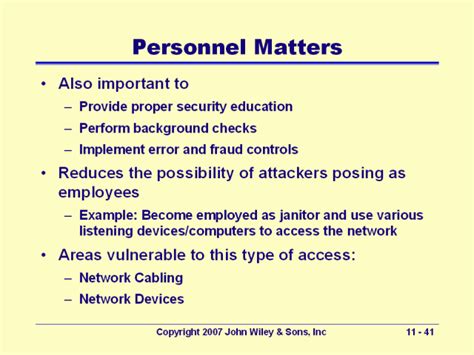 Personnel Matters
• Also important to
– Provide proper security education
– Perform background checks
– Implement error and fraud controls
• Reduces the possibility of attackers posing as
employees
– Example: Become employed as janitor and use various
listening devices/computers to access the network
• Areas vulnerable to this type of access:
– Network Cabling
– Network Devices
Copyright 2007 John Wiley & Sons, Inc 11 - 41